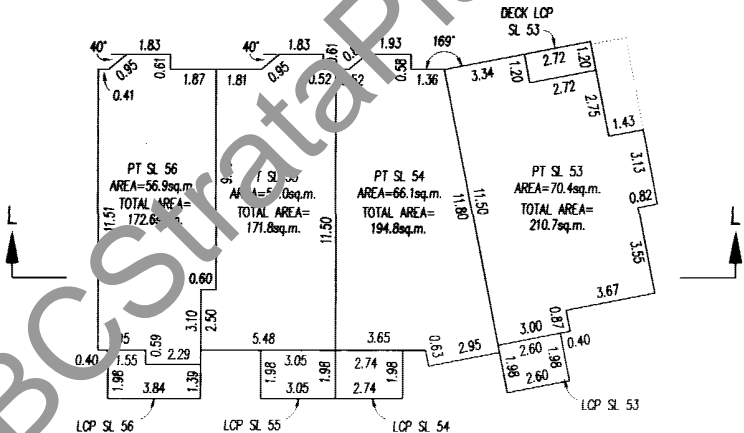 DECK LCP
SL 53
40°
1.83
0.95
0.61
1.87
0.41
1.81
40°
1.83
0.95
0.61
0.52
.52
1.93
0.58
1.36
169°
3.34
1.20
2.72
1.20
2.72
2.75
1.43
3.13
0.82
3.55
3.67
0.87
0.40
PT SL 56
AREA=56.9sq.m.
TOTAL AREA=
172.6sq.m.
AREA=
TOTAL AREA=
171.8sq.m.
PT SL 54
AREA=66.1sq.m.
TOTAL AREA=
194.8sq.m.
PT SL 53
AREA=70.4sq.m.
TOTAL AREA=
210.7sq.m.
11.51
11.50
11.80
11.50
L
L
0.60
3.10
2.50
0.40
1.55
0.59
2.29
1.98
3.84
1.39
5.48
3.05
1.98
1.98
3.05
3.65
2.74
1.98
2.74
0.63
2.95
3.00
2.60
1.98
1.98
2.60
LCP SL 56
LCP SL 55
LCP SL 54
LCP SL 53